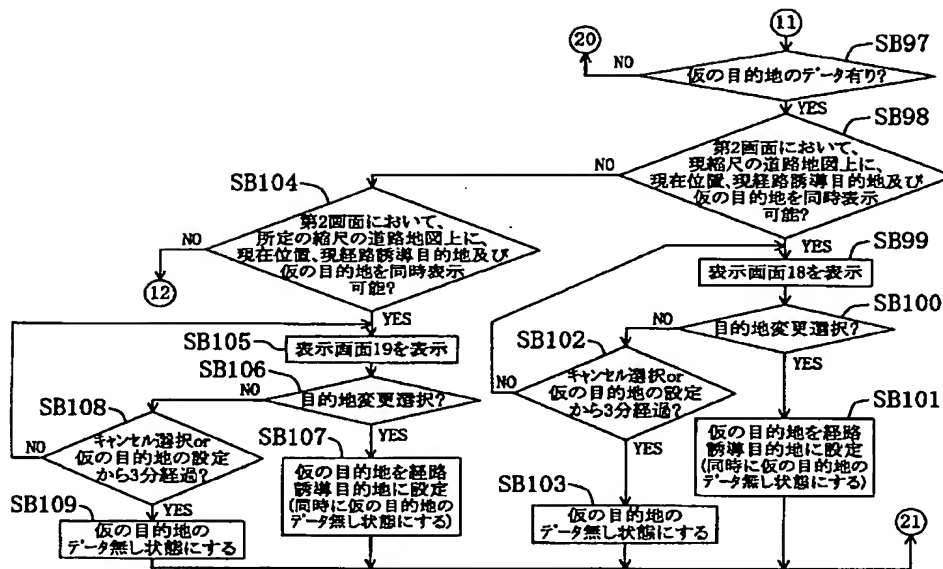 ⑪
SB97
⑳
NO
仮の目的地のデータ有り?
YES
SB98
第2画面において、
現縮尺の道路地図上に、
現在位置、現経路誘導目的地及び
仮の目的地を同時表示
可能?
NO
YES
SB104
第2画面において、
所定の縮尺の道路地図上に、
現在位置、現経路誘導目的地及び
仮の目的地を同時表示
可能?
NO
⑫
YES
SB99
表示画面18を表示
SB100
目的地変更選択?
NO
YES
SB102
キャンセル選択or
仮の目的地の設定
から3分経過?
NO
YES
SB101
仮の目的地を経路
誘導目的地に設定
(同時に仮の目的地の
データ無し状態にする)
SB103
仮の目的地の
データ無し状態にする
SB105
表示画面19を表示
SB106
目的地変更選択?
NO
YES
SB108
キャンセル選択or
仮の目的地の設定
から3分経過?
NO
YES
SB107
仮の目的地を経路
誘導目的地に設定
(同時に仮の目的地の
データ無し状態にする)
SB109
仮の目的地の
データ無し状態にする
㉑